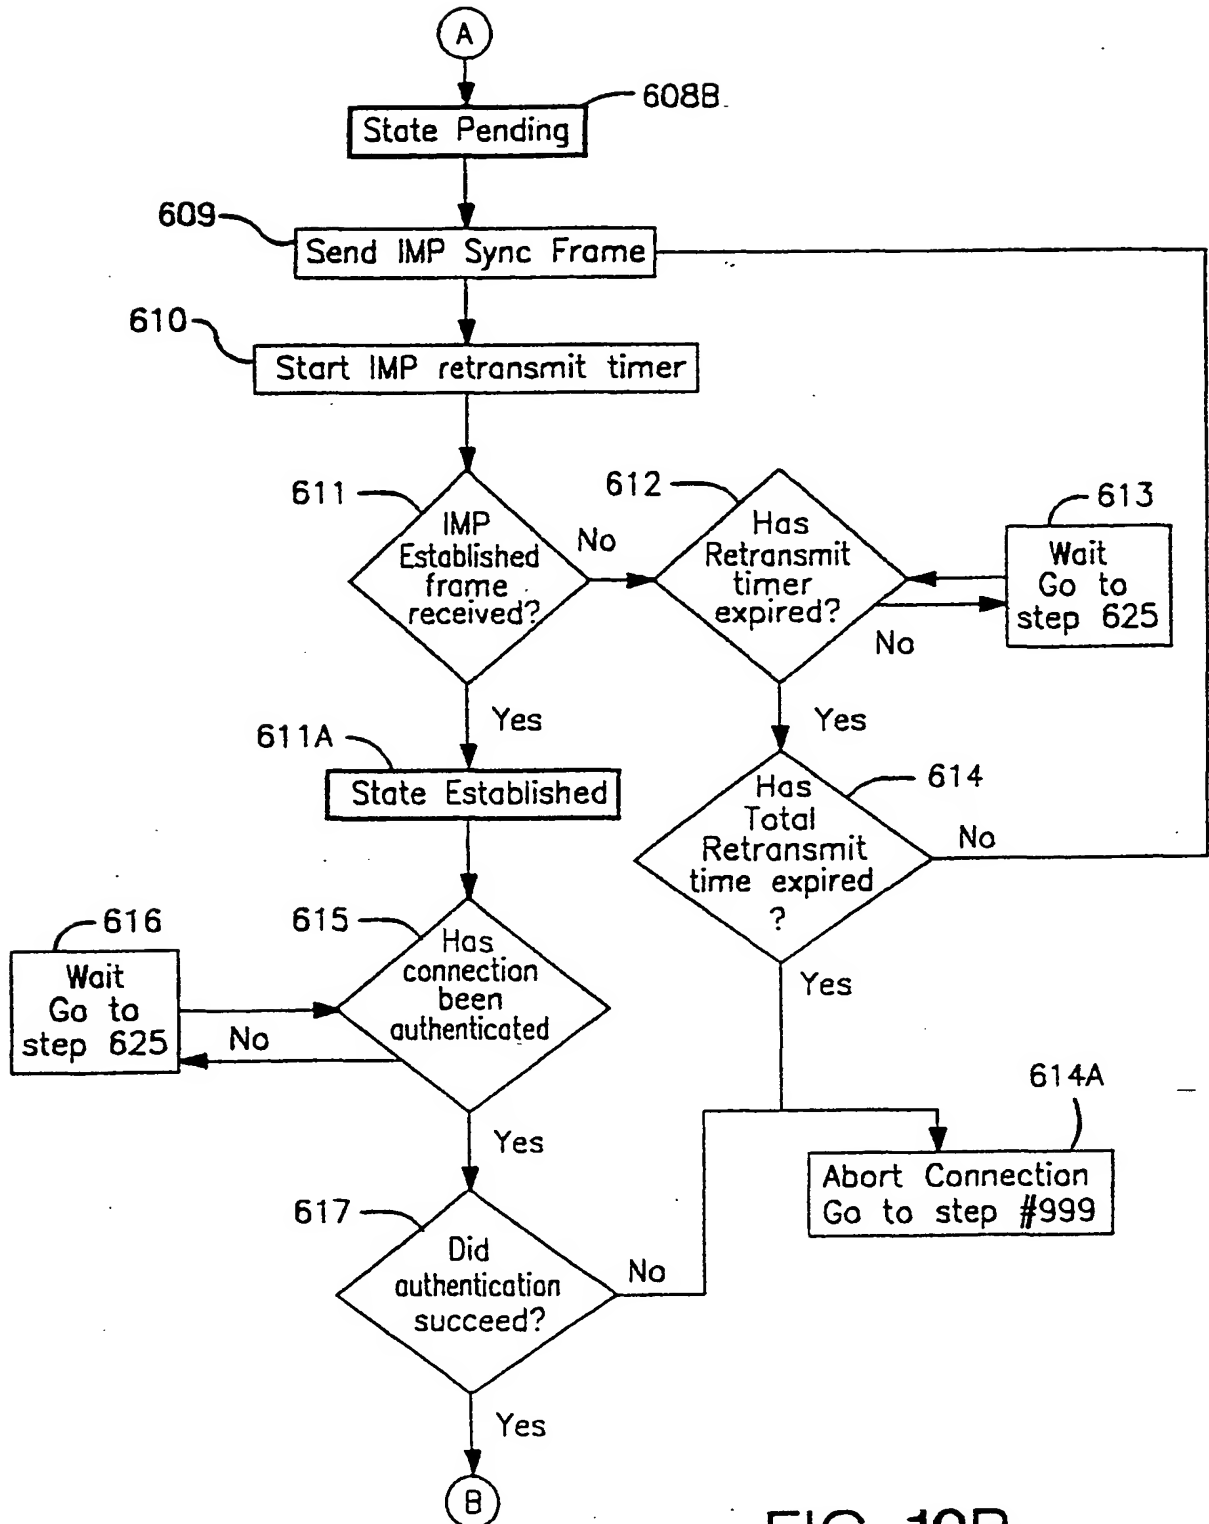 A
608B
State Pending
609
Send IMP Sync Frame
610
Start IMP retransmit timer
611
IMP
Established
frame
received?
No
612
Has
Retransmit
timer
expired?
No
613
Wait
Go to
step 625
Yes
611A
State Established
Yes
614
Has
Total
Retransmit
time expired
?
No
616
Wait
Go to
step 625
615
Has
connection
been
authenticated
No
Yes
Yes
614A
Abort Connection
Go to step #999
617
Did
authentication
succeed?
No
Yes
B